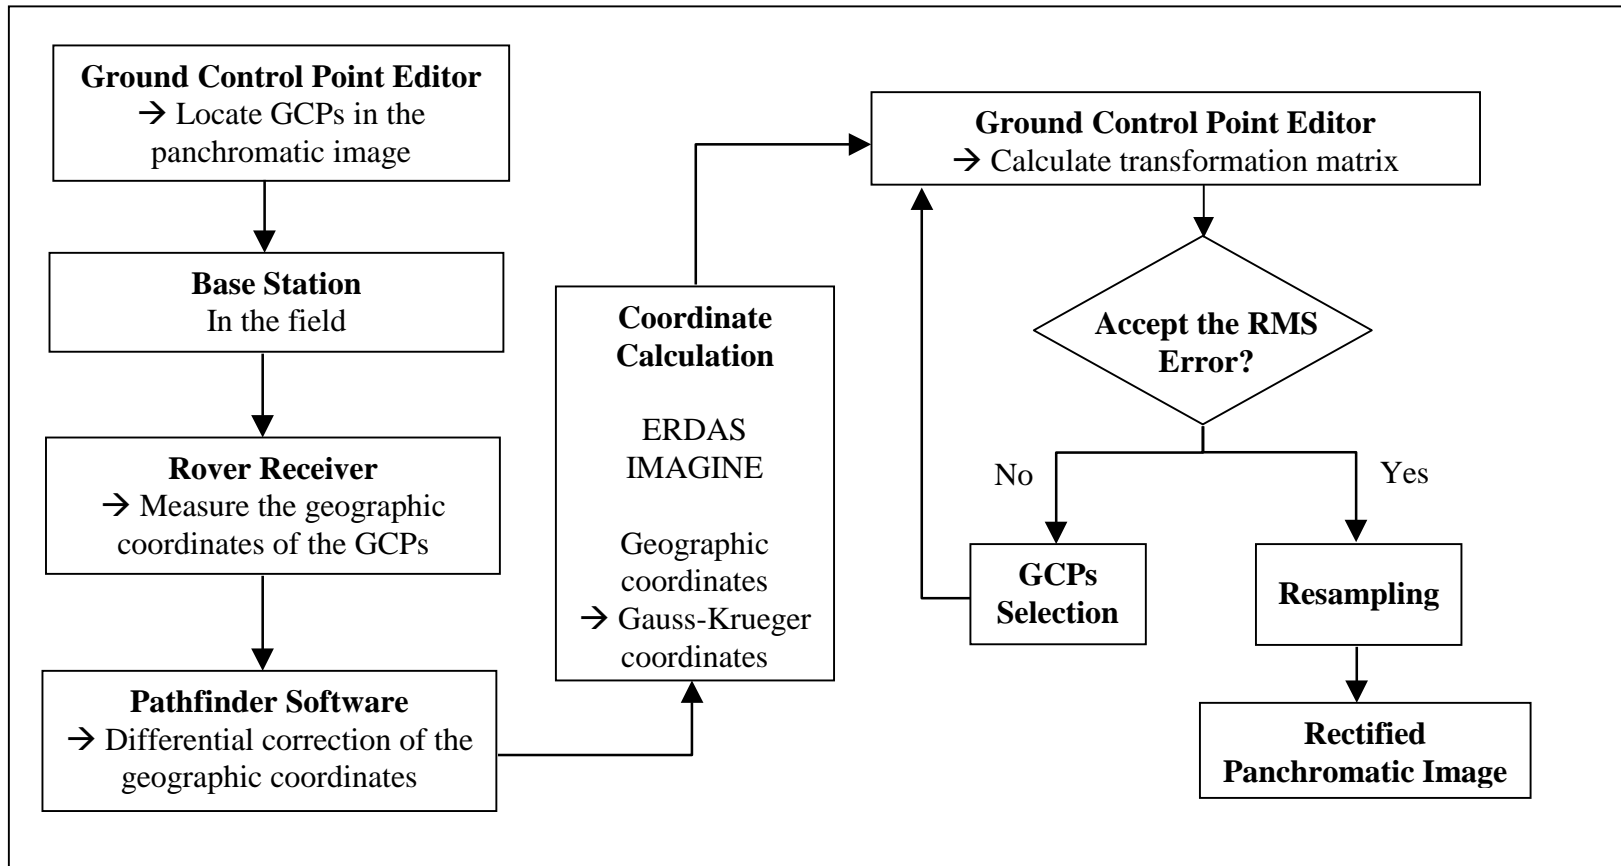 Ground Control Point Editor
→ Locate GCPs in the
panchromatic image
Base Station
In the field
Rover Receiver
→ Measure the geographic
coordinates of the GCPs
Pathfinder Software
→ Differential correction of the
geographic coordinates
Coordinate
Calculation
ERDAS
IMAGINE
Geographic
coordinates
→ Gauss-Krueger
coordinates
Ground Control Point Editor
→ Calculate transformation matrix
Accept the RMS
Error?
No
Yes
GCPs
Selection
Resampling
Rectified
Panchromatic Image